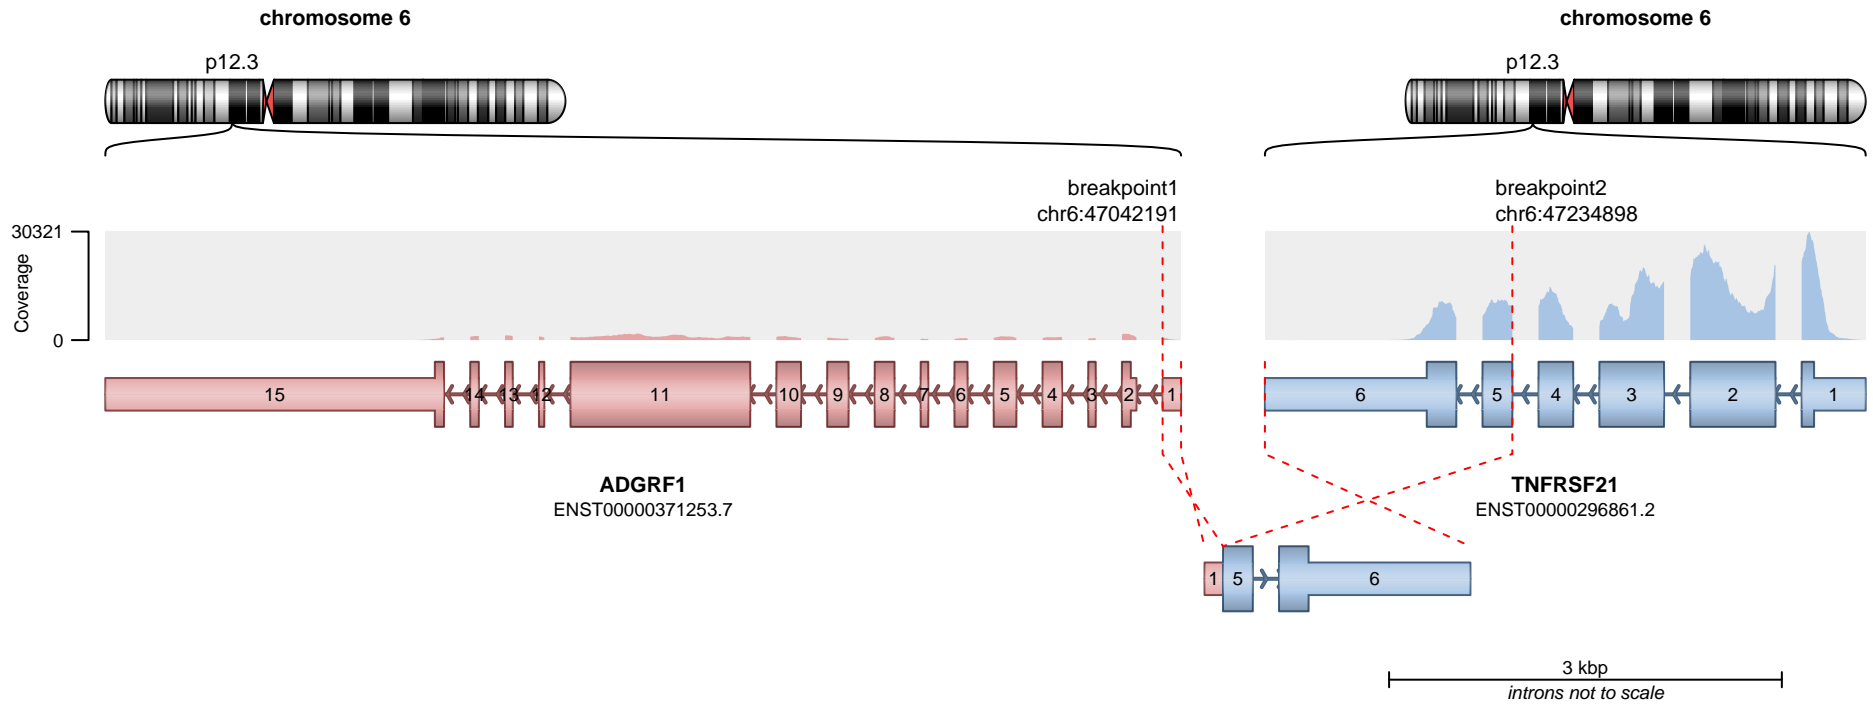 chromosome 6
chromosome 6
p12.3
p12.3
breakpoint1
chr6:47042191
breakpoint2
chr6:47234898
30321
Coverage
0
15 14 13 12 11 10 9 8 7 6 5 4 3 2 1
6 5 4 3 2 1
ADGRF1
ENST00000371253.7
TNFRSF21
ENST00000296861.2
1 5 6
3 kbp
introns not to scale